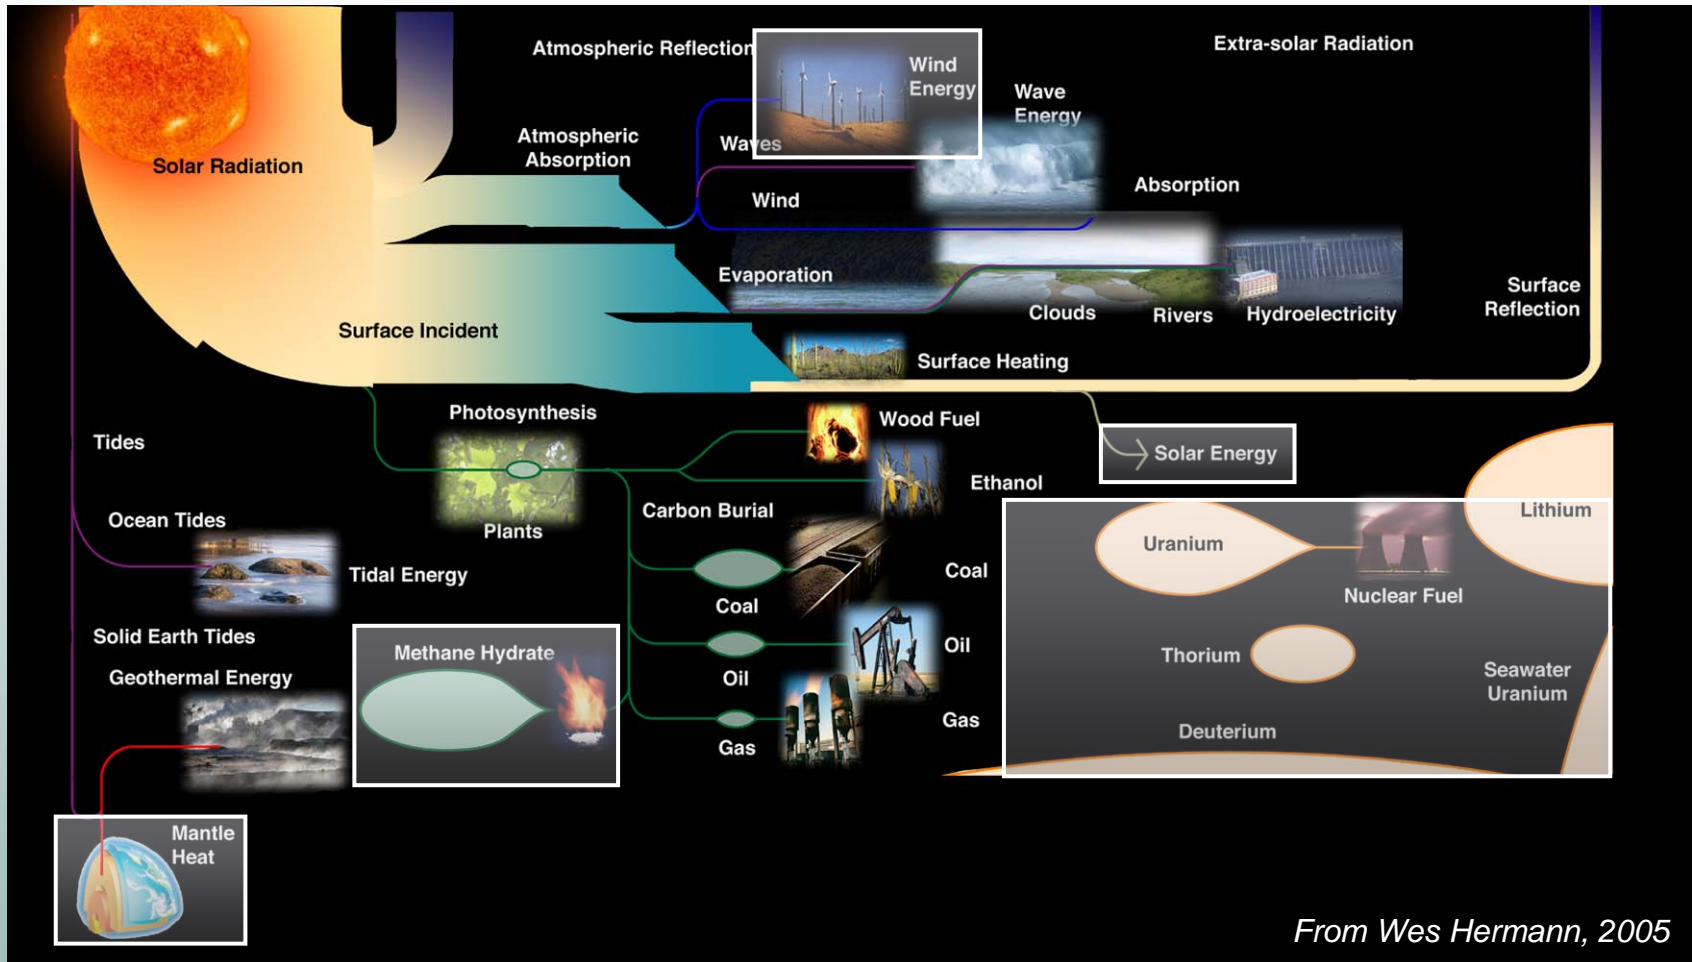 Atmospheric Reflection
Wind
Energy
Extra-solar Radiation
Wave
Energy
Atmospheric
Absorption
Waves
Solar Radiation
Wind
Absorption
Evaporation
Clouds
Rivers
Hydroelectricity
Surface
Reflection
Surface Incident
Surface Heating
Photosynthesis
Wood Fuel
Tides
Solar Energy
Ethanol
Ocean Tides
Carbon Burial
Plants
Lithium
Uranium
Tidal Energy
Coal
Coal
Nuclear Fuel
Solid Earth Tides
Methane Hydrate
Oil
Oil
Thorium
Seawater
Uranium
Geothermal Energy
Gas
Gas
Deuterium
Mantle
Heat
From Wes Hermann, 2005